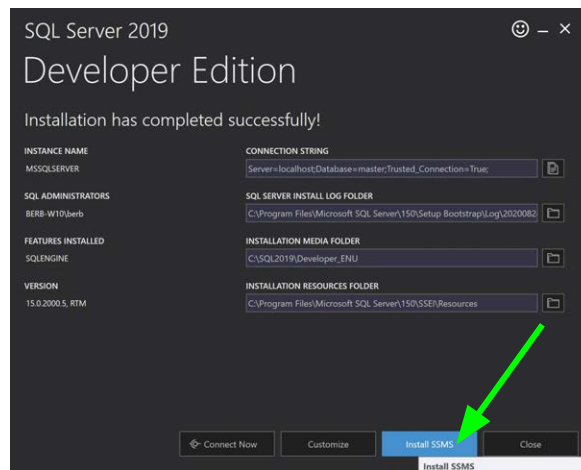 SQL Server 2019
Developer Edition
Installation has completed successfully!
INSTANCE NAME
MSSQLSERVER
CONNECTION STRING
Server=localhost;Database=master;Trusted_Connection=True;
SQL ADMINISTRATORS
BERB-W10\berb
SQL SERVER INSTALL LOG FOLDER
C:\Program Files\Microsoft SQL Server\150\Setup Bootstrap\Log\2020082
FEATURES INSTALLED
SQLENGINE
INSTALLATION MEDIA FOLDER
C:\SQL2019\Developer_ENU
VERSION
15.0.2000.5, RTM
INSTALLATION RESOURCES FOLDER
C:\Program Files\Microsoft SQL Server\150\SSEI\Resources
Connect Now
Customize
Install SSMS
Close
Install SSMS